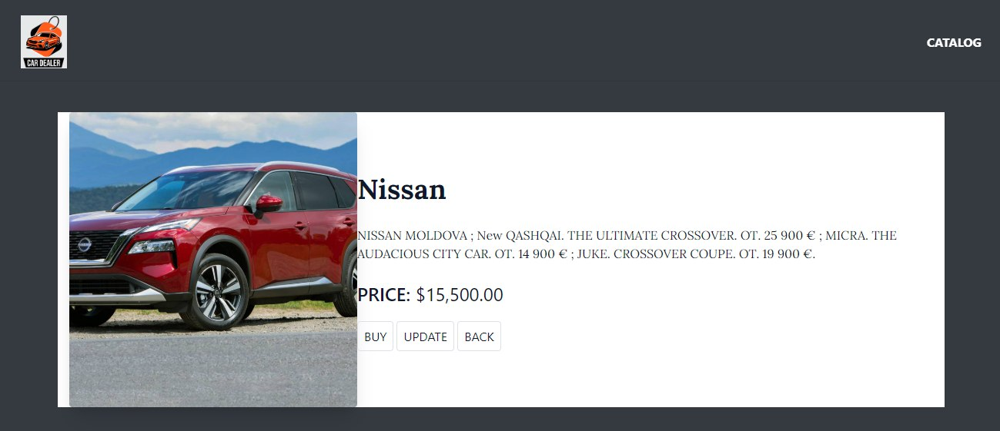 CAR DEALER
CATALOG
Nissan
NISSAN MOLDOVA ; New QASHQAI. THE ULTIMATE CROSSOVER. OT. 25 900 € ; MICRA. THE
AUDACIOUS CITY CAR. OT. 14 900 € ; JUKE. CROSSOVER COUPE. OT. 19 900 €.
PRICE: $15,500.00
BUY UPDATE BACK